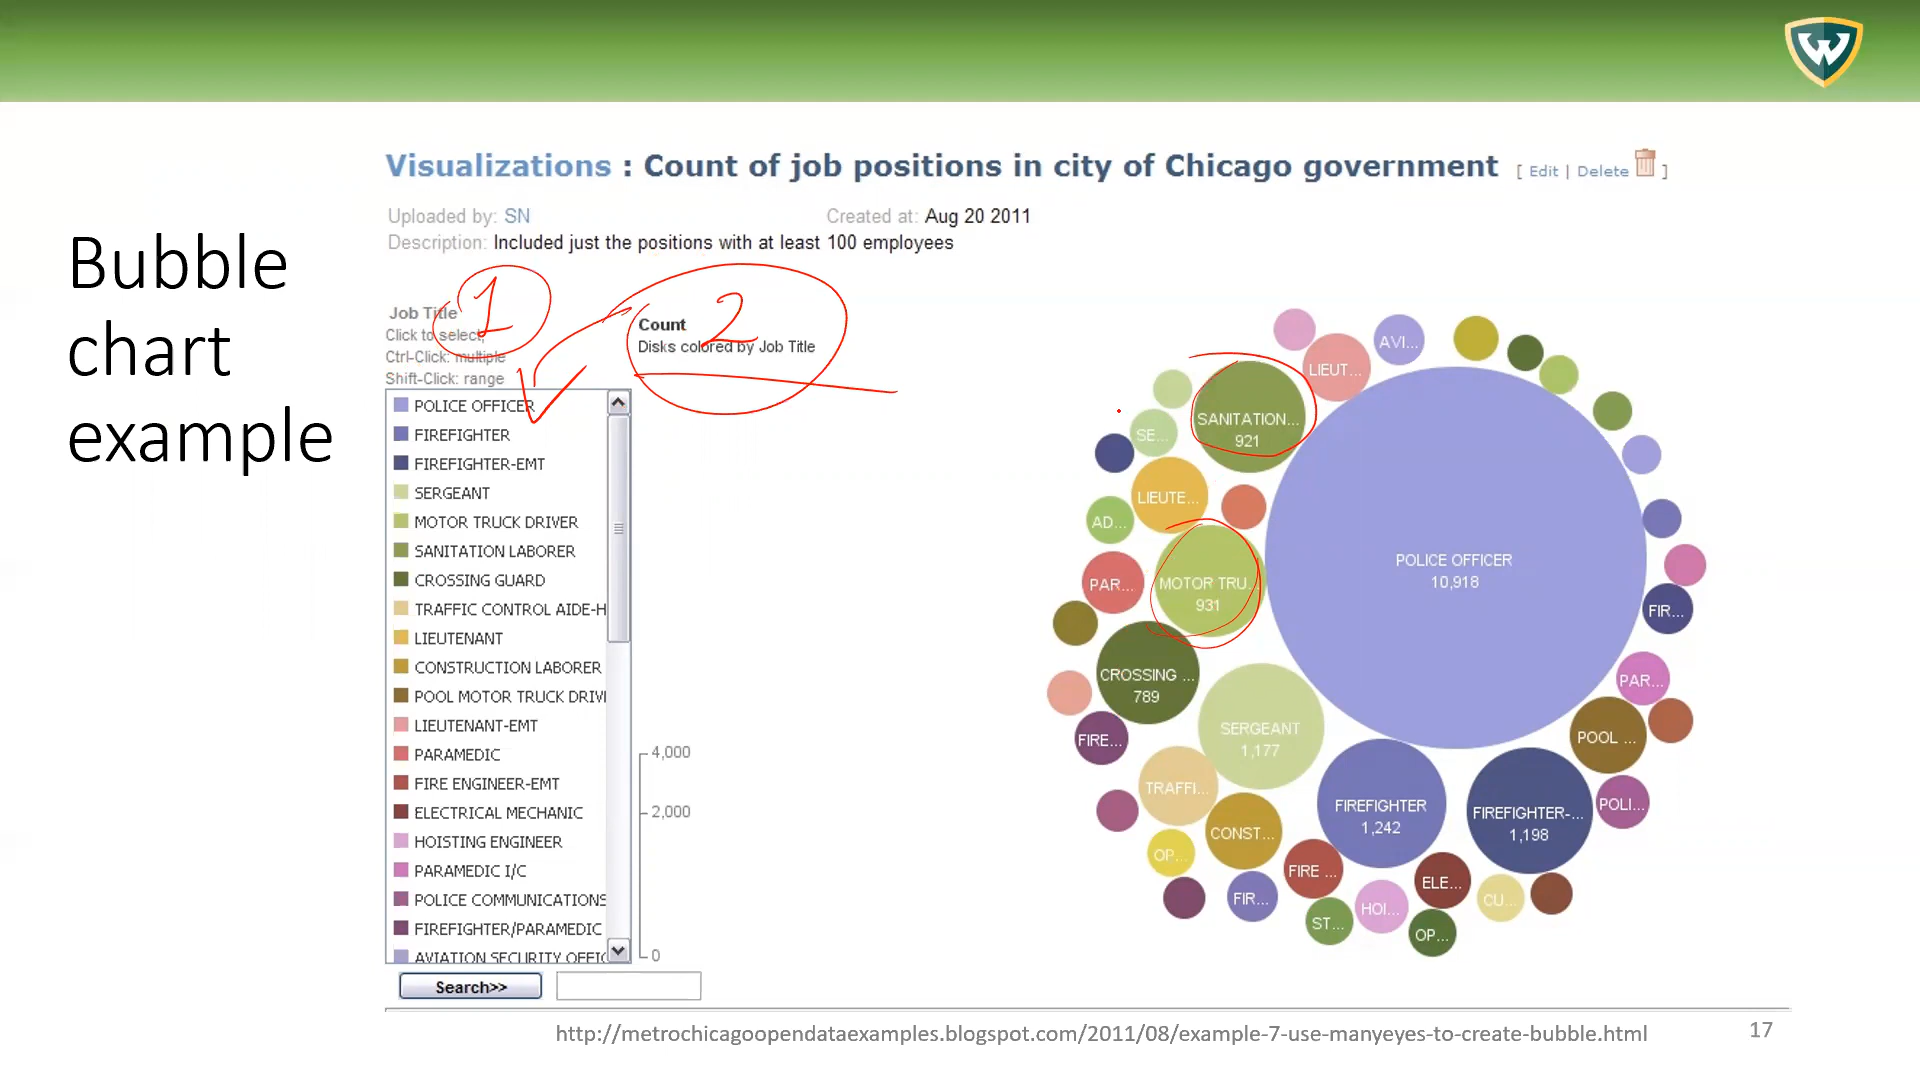 W
Visualizations : Count of job positions in city of Chicago government [ Edit | Delete ]
Uploaded by: SN Created at: Aug 20 2011
Description: Included just the positions with at least 100 employees
Bubble
chart
example
Job Title
Click to select,
Ctrl-Click: multiple
Shift-Click: range
1
Count
Disks colored by Job Title
2
POLICE OFFICER
FIREFIGHTER
FIREFIGHTER-EMT
SERGEANT
MOTOR TRUCK DRIVER
SANITATION LABORER
CROSSING GUARD
TRAFFIC CONTROL AIDE-H
LIEUTENANT
CONSTRUCTION LABORER
POOL MOTOR TRUCK DRIV
LIEUTENANT-EMT
PARAMEDIC
FIRE ENGINEER-EMT
ELECTRICAL MECHANIC
HOISTING ENGINEER
PARAMEDIC I/C
POLICE COMMUNICATIONS
FIREFIGHTER/PARAMEDIC
AVIATION SECURITY OFFIC
Search>>
4,000
2,000
0
AVI...
LIEUT...
SANITATION...
921
SE...
LIEUTE...
AD...
MOTOR TRU...
931
PAR...
POLICE OFFICER
10,918
FIR...
CROSSING ...
789
PAR...
SERGEANT
1,177
FIRE...
POOL ...
TRAFFI...
FIREFIGHTER
1,242
FIREFIGHTER-...
1,198
POLI...
CONST...
OP...
FIRE ...
ELE...
FIR...
HOI...
CU...
ST...
OP...
http://metrochicagoopendataexamples.blogspot.com/2011/08/example-7-use-manyeyes-to-create-bubble.html
17